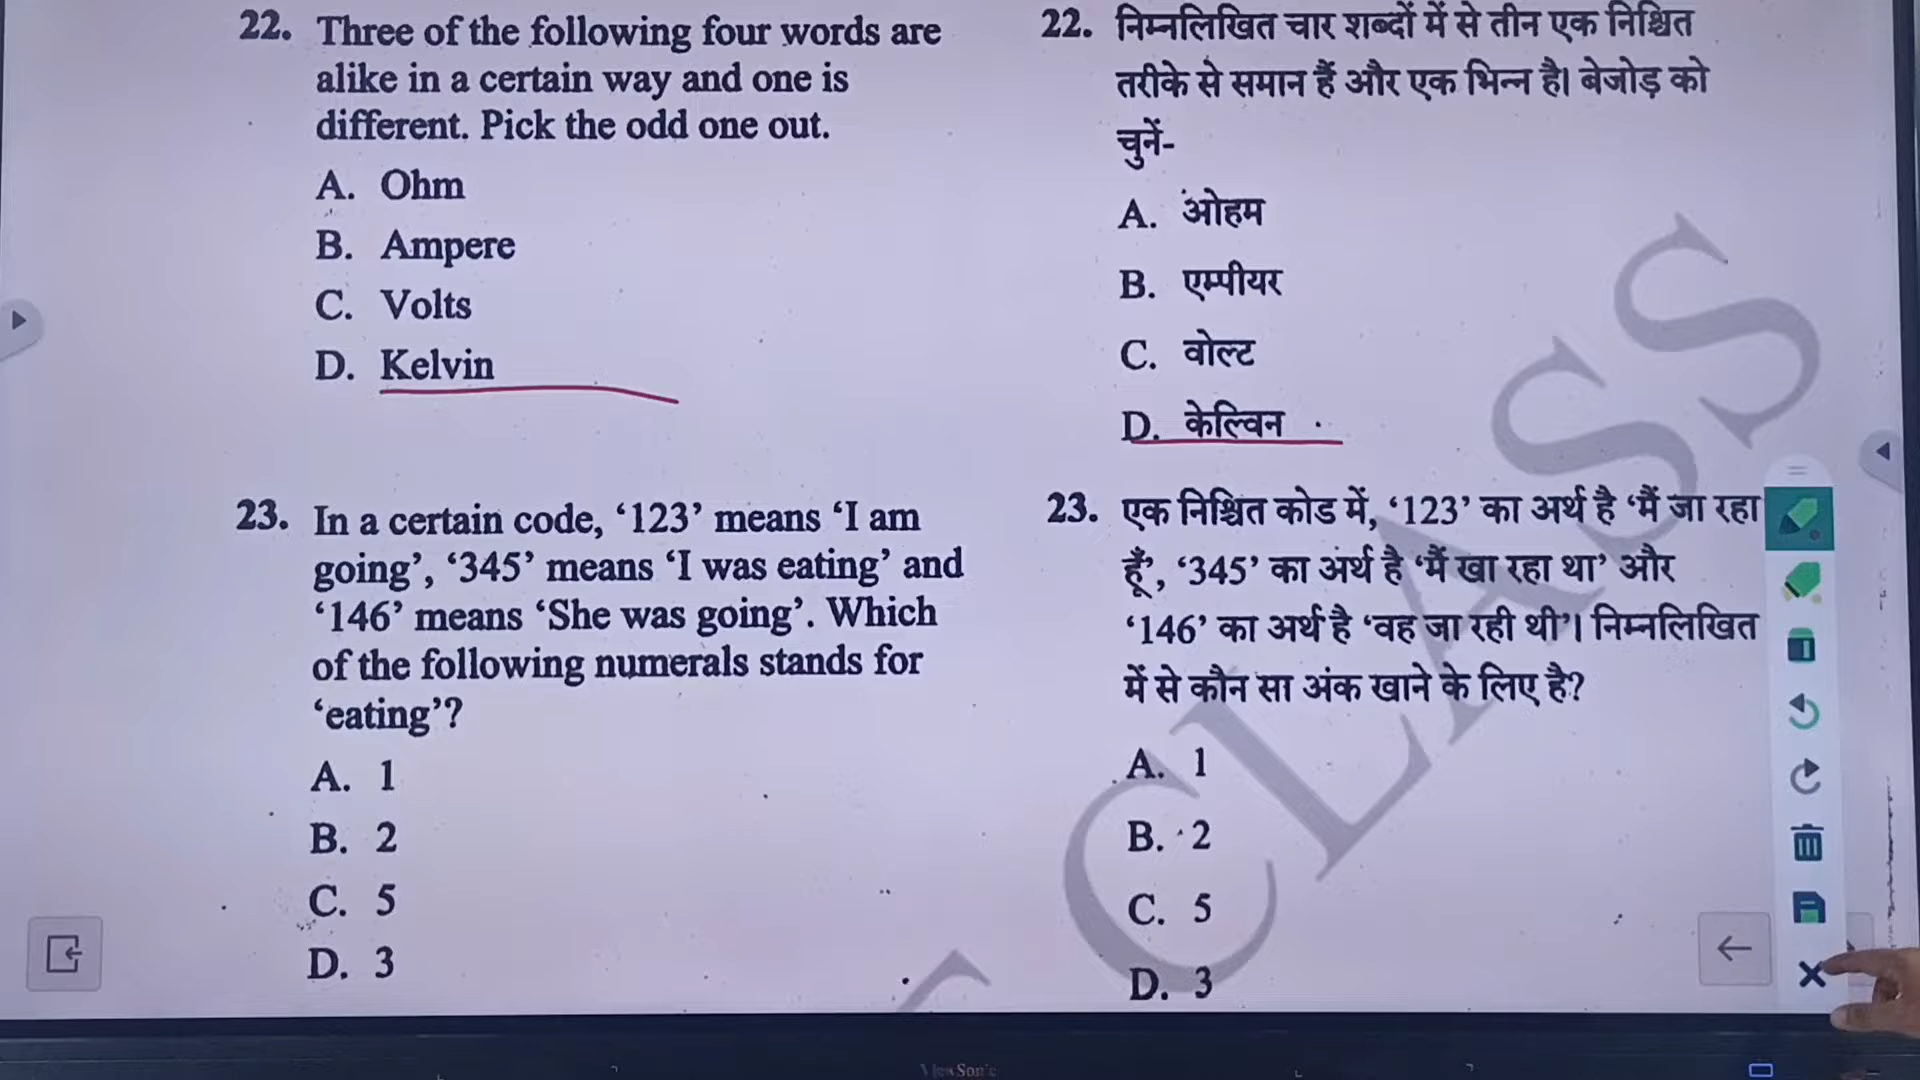 22. Three of the following four words are
alike in a certain way and one is
different. Pick the odd one out.
A. Ohm
B. Ampere
C. Volts
D. Kelvin
23. In a certain code, ‘123’ means ‘I am
going’, ‘345’ means ‘I was eating’ and
‘146’ means ‘She was going’. Which
of the following numerals stands for
‘eating’?
A. 1
B. 2
C. 5
D. 3
22. निम्नलिखित चार शब्दों में से तीन एक निश्चित
तरीके से समान हैं और एक भिन्न है। बेजोड़ को
चुनें-
A. ओहम
B. एम्पीयर
C. वोल्ट
D. केल्विन
23. एक निश्चित कोड में, ‘123’ का अर्थ है ‘मैं जा रहा
हूँ’, ‘345’ का अर्थ है ‘मैं खा रहा था’ और
‘146’ का अर्थ है ‘वह जा रही थी’। निम्नलिखित
में से कौन सा अंक खाने के लिए है?
A. 1
B. 2
C. 5
D. 3
CLASS
ViewSonic